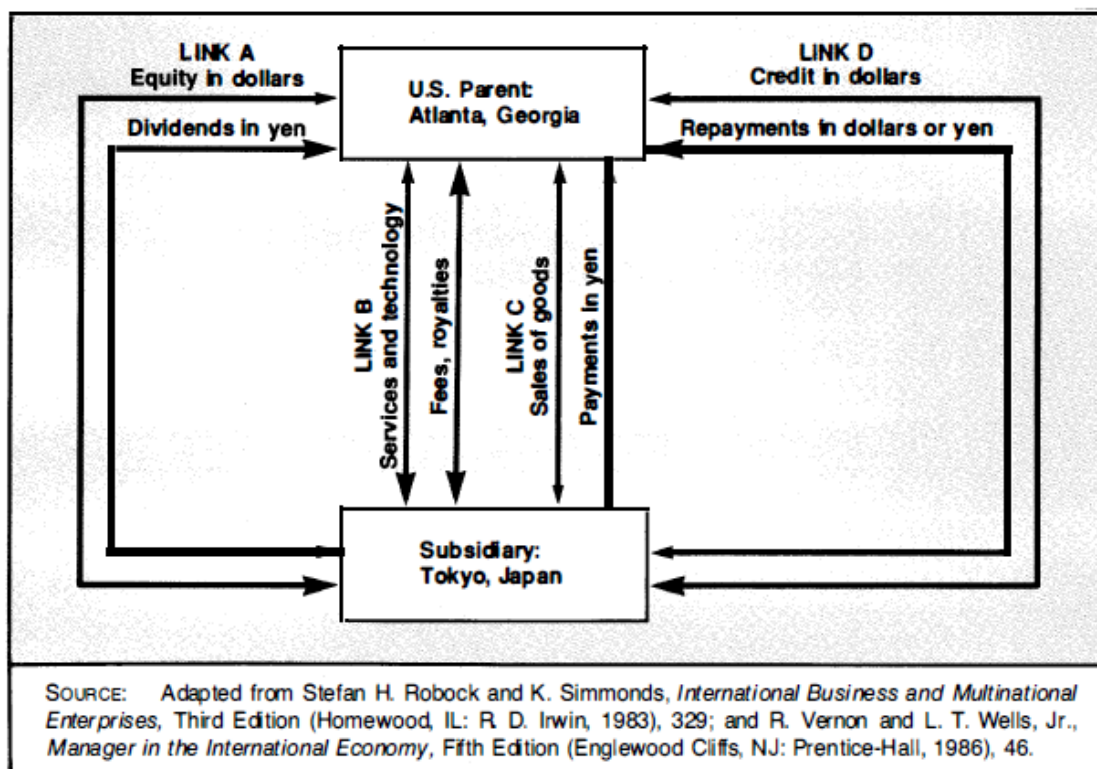 LINK A
Equity in dollars
Dividends in yen
U.S. Parent:
Atlanta, Georgia
LINK D
Credit in dollars
Repayments in dollars or yen
LINK B
Services and technology
Fees, royalties
LINK C
Sales of goods
Payments in yen
Subsidiary:
Tokyo, Japan
SOURCE: Adapted from Stefan H. Robock and K. Simmonds, International Business and Multinational
Enterprises, Third Edition (Homewood, IL: R. D. Irwin, 1983), 329; and R. Vernon and L. T. Wells, Jr.,
Manager in the International Economy, Fifth Edition (Englewood Cliffs, NJ: Prentice-Hall, 1986), 46.